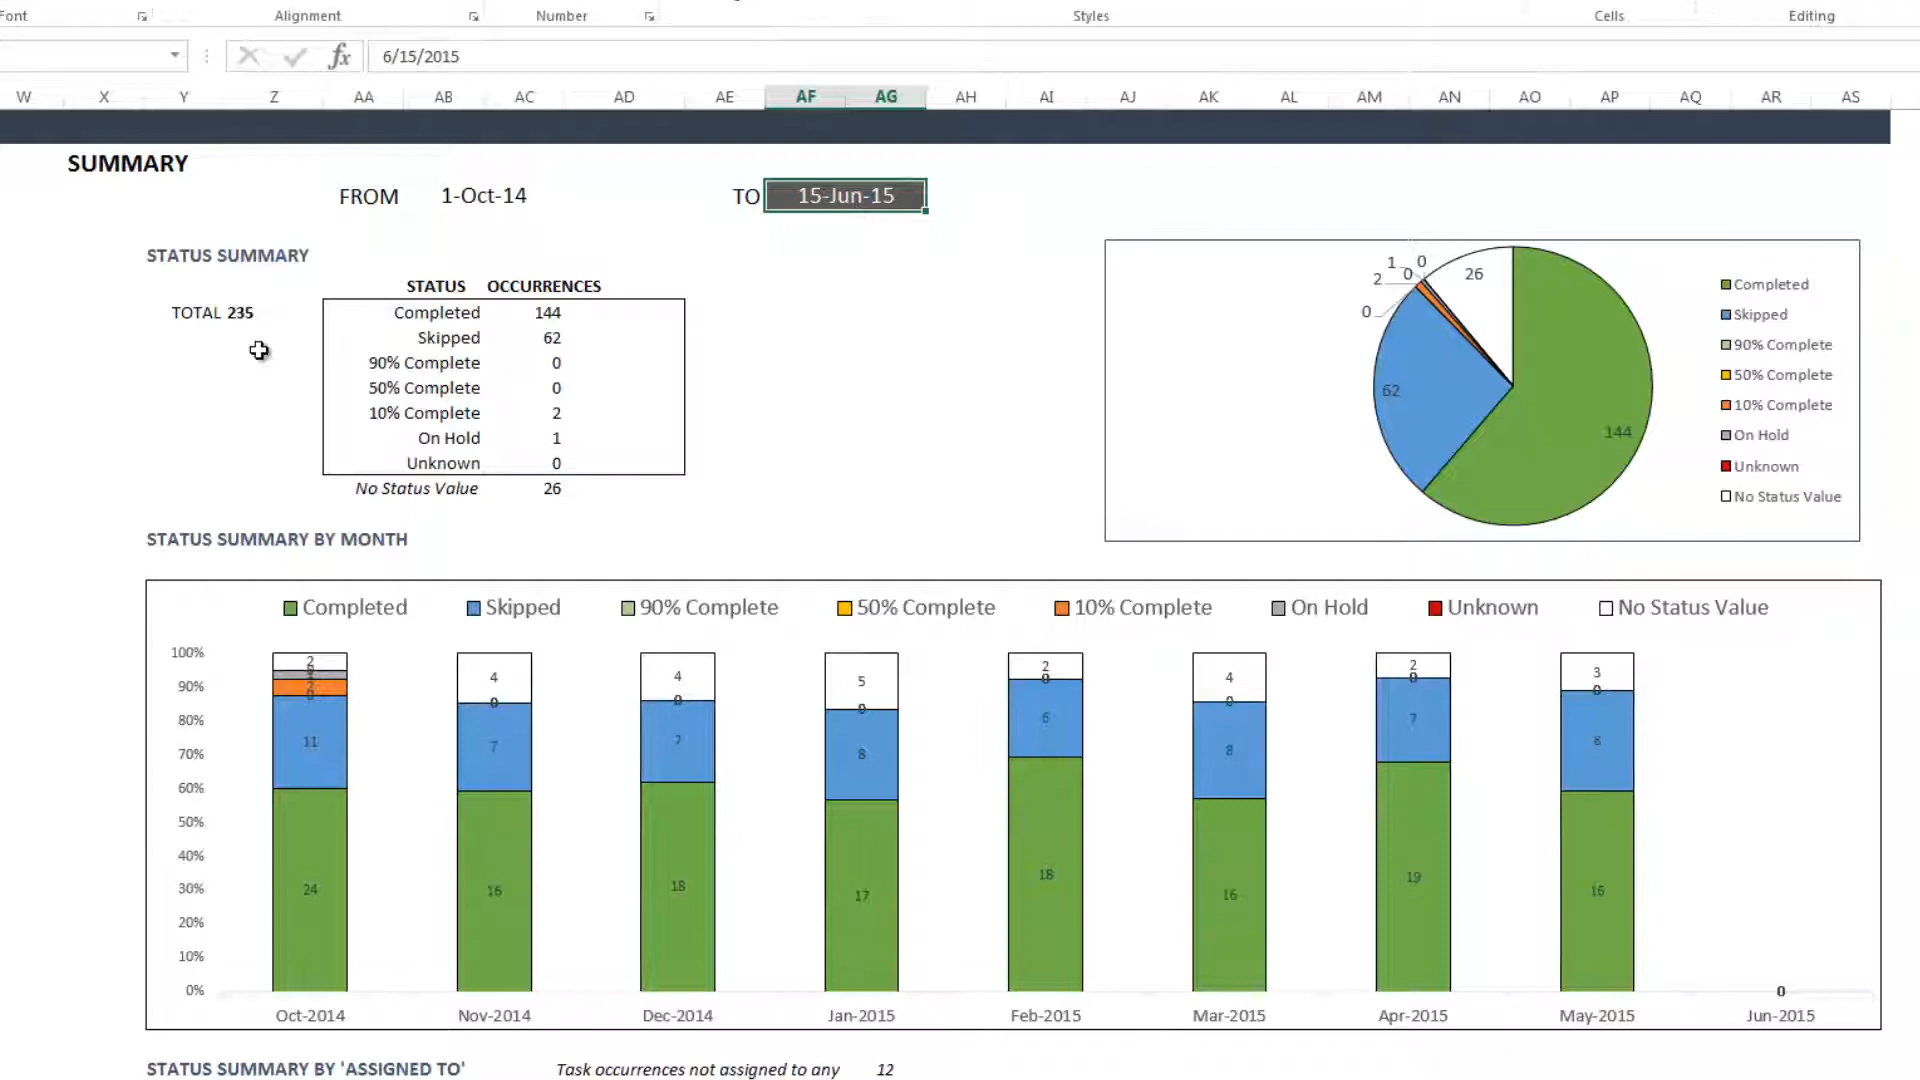 Font Alignment Number Styles Cells Editing
fx 6/15/2015
W X Y Z AA AB AC AD AE AF AG AH AI AJ AK AL AM AN AO AP AQ AR AS
SUMMARY
FROM 1-Oct-14 TO 15-Jun-15
STATUS SUMMARY
STATUS OCCURRENCES
TOTAL 235 Completed 144
Skipped 62
90% Complete 0
50% Complete 0
10% Complete 2
On Hold 1
Unknown 0
No Status Value 26
1 0
2 0 26
0
62
144
Completed
Skipped
90% Complete
50% Complete
10% Complete
On Hold
Unknown
No Status Value
STATUS SUMMARY BY MONTH
Completed Skipped 90% Complete 50% Complete 10% Complete On Hold Unknown No Status Value
100%
90%
80%
70%
60%
50%
40%
30%
20%
10%
0%
2 4 4 5 2 4 2 3
0 0 0 0 0 0 0
11 7 7 8 6 8 7 8
24 16 18 17 18 16 19 16
0
Oct-2014 Nov-2014 Dec-2014 Jan-2015 Feb-2015 Mar-2015 Apr-2015 May-2015 Jun-2015
STATUS SUMMARY BY 'ASSIGNED TO' Task occurrences not assigned to any 12